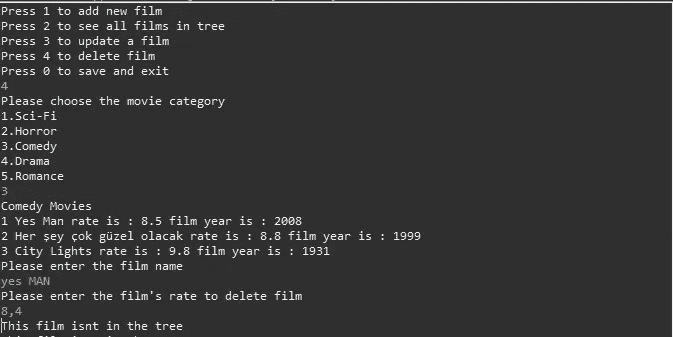 Press 1 to add new film
Press 2 to see all films in tree
Press 3 to update a film
Press 4 to delete film
Press 0 to save and exit
4
Please choose the movie category
1.Sci-Fi
2.Horror
3.Comedy
4.Drama
5.Romance
3
Comedy Movies
1 Yes Man rate is : 8.5 film year is : 2008
2 Her şey çok güzel olacak rate is : 8.8 film year is : 1999
3 City Lights rate is : 9.8 film year is : 1931
Please enter the film name
yes MAN
Please enter the film's rate to delete film
8,4
This film isnt in the tree